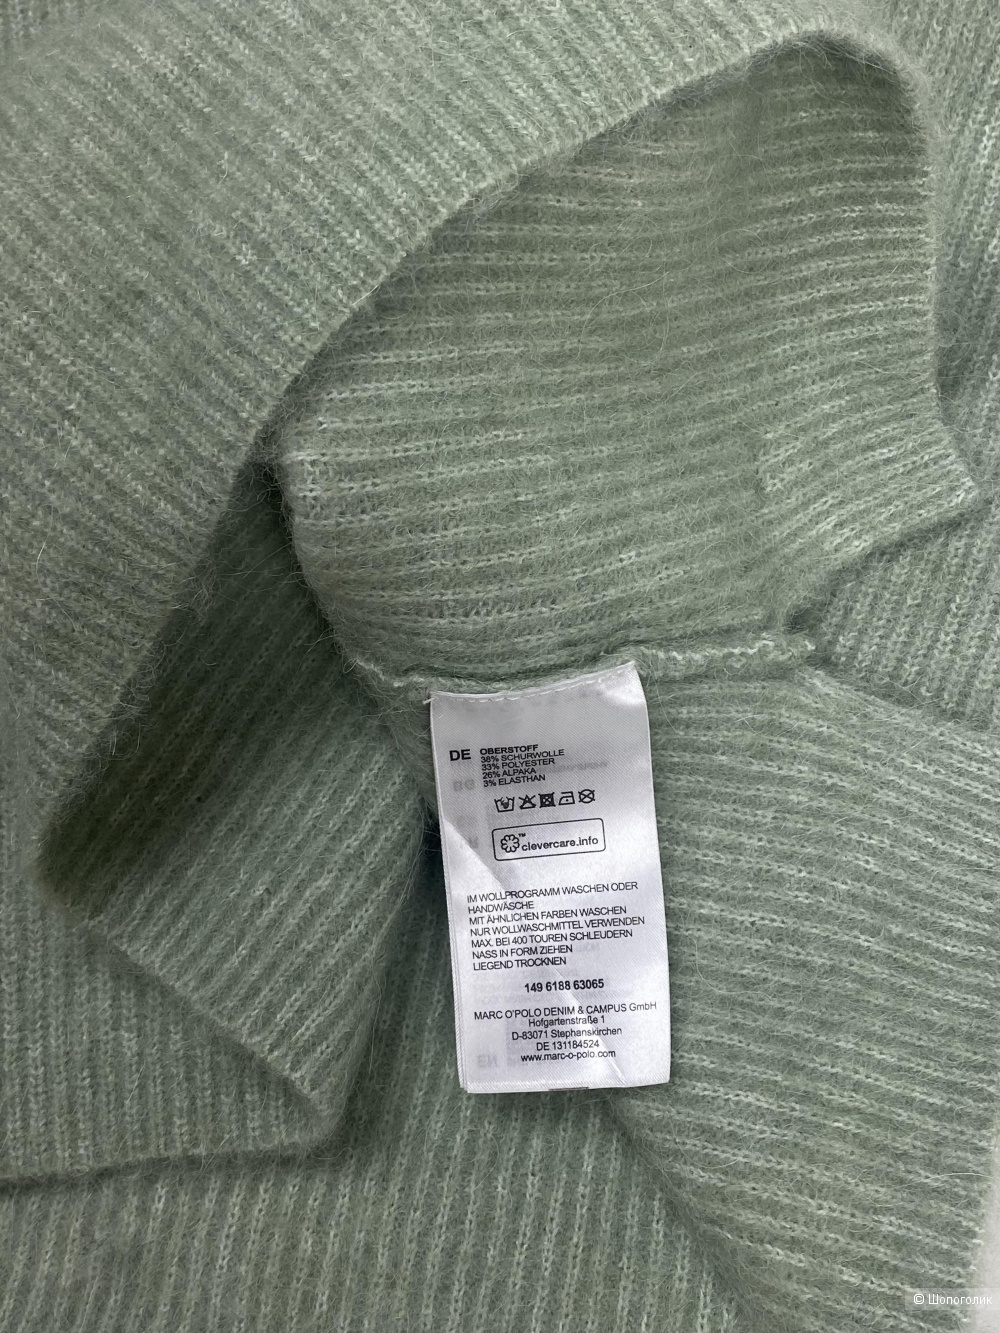 DE OBERSTOFF
38% SCHURWOLLE
33% POLYESTER
26% ALPAKA
3% ELASTHAN
™ clevercare.info
IM WOLLPROGRAMM WASCHEN ODER
HANDWÄSCHE
MIT ÄHNLICHEN FARBEN WASCHEN
NUR WOLLWASCHMITTEL VERWENDEN
MAX. BEI 400 TOUREN SCHLEUDERN
NASS IN FORM ZIEHEN
LIEGEND TROCKNEN
149 6188 63065
MARC O'POLO DENIM & CAMPUS GmbH
Hofgartenstraße 1
D-83071 Stephanskirchen
DE 131184524
www.marc-o-polo.com
© Шопоголик